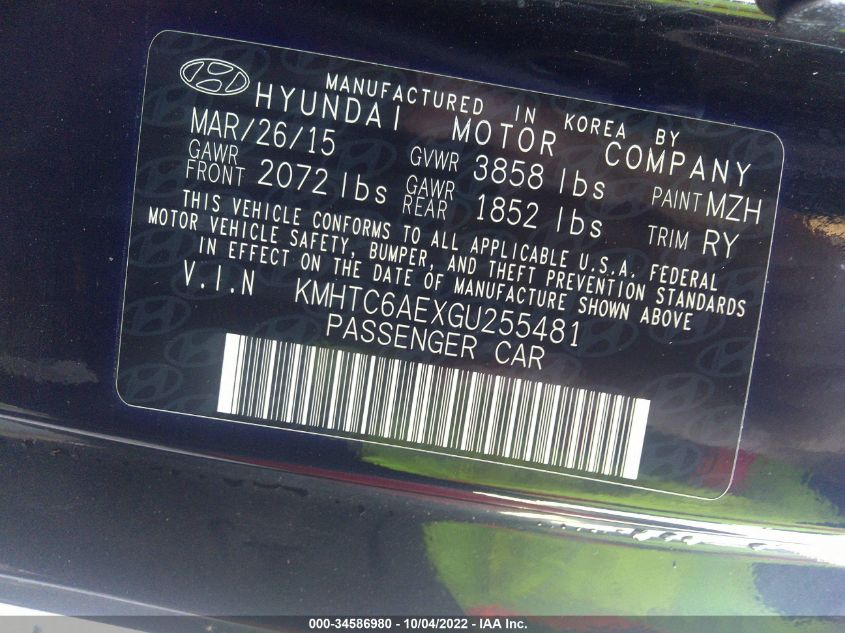 MANUFACTURED IN KOREA BY
HYUNDAI MOTOR COMPANY
MAR/26/15 GVWR 3858 lbs PAINT MZH
GAWR FRONT 2072 lbs GAWR REAR 1852 lbs TRIM RY
THIS VEHICLE CONFORMS TO ALL APPLICABLE U.S.A. FEDERAL
MOTOR VEHICLE SAFETY, BUMPER, AND THEFT PREVENTION STANDARDS
IN EFFECT ON THE DATE OF MANUFACTURE SHOWN ABOVE
V.I.N KMHTC6AEXGU255481
PASSENGER CAR
000-34586980 - 10/04/2022 - IAA Inc.